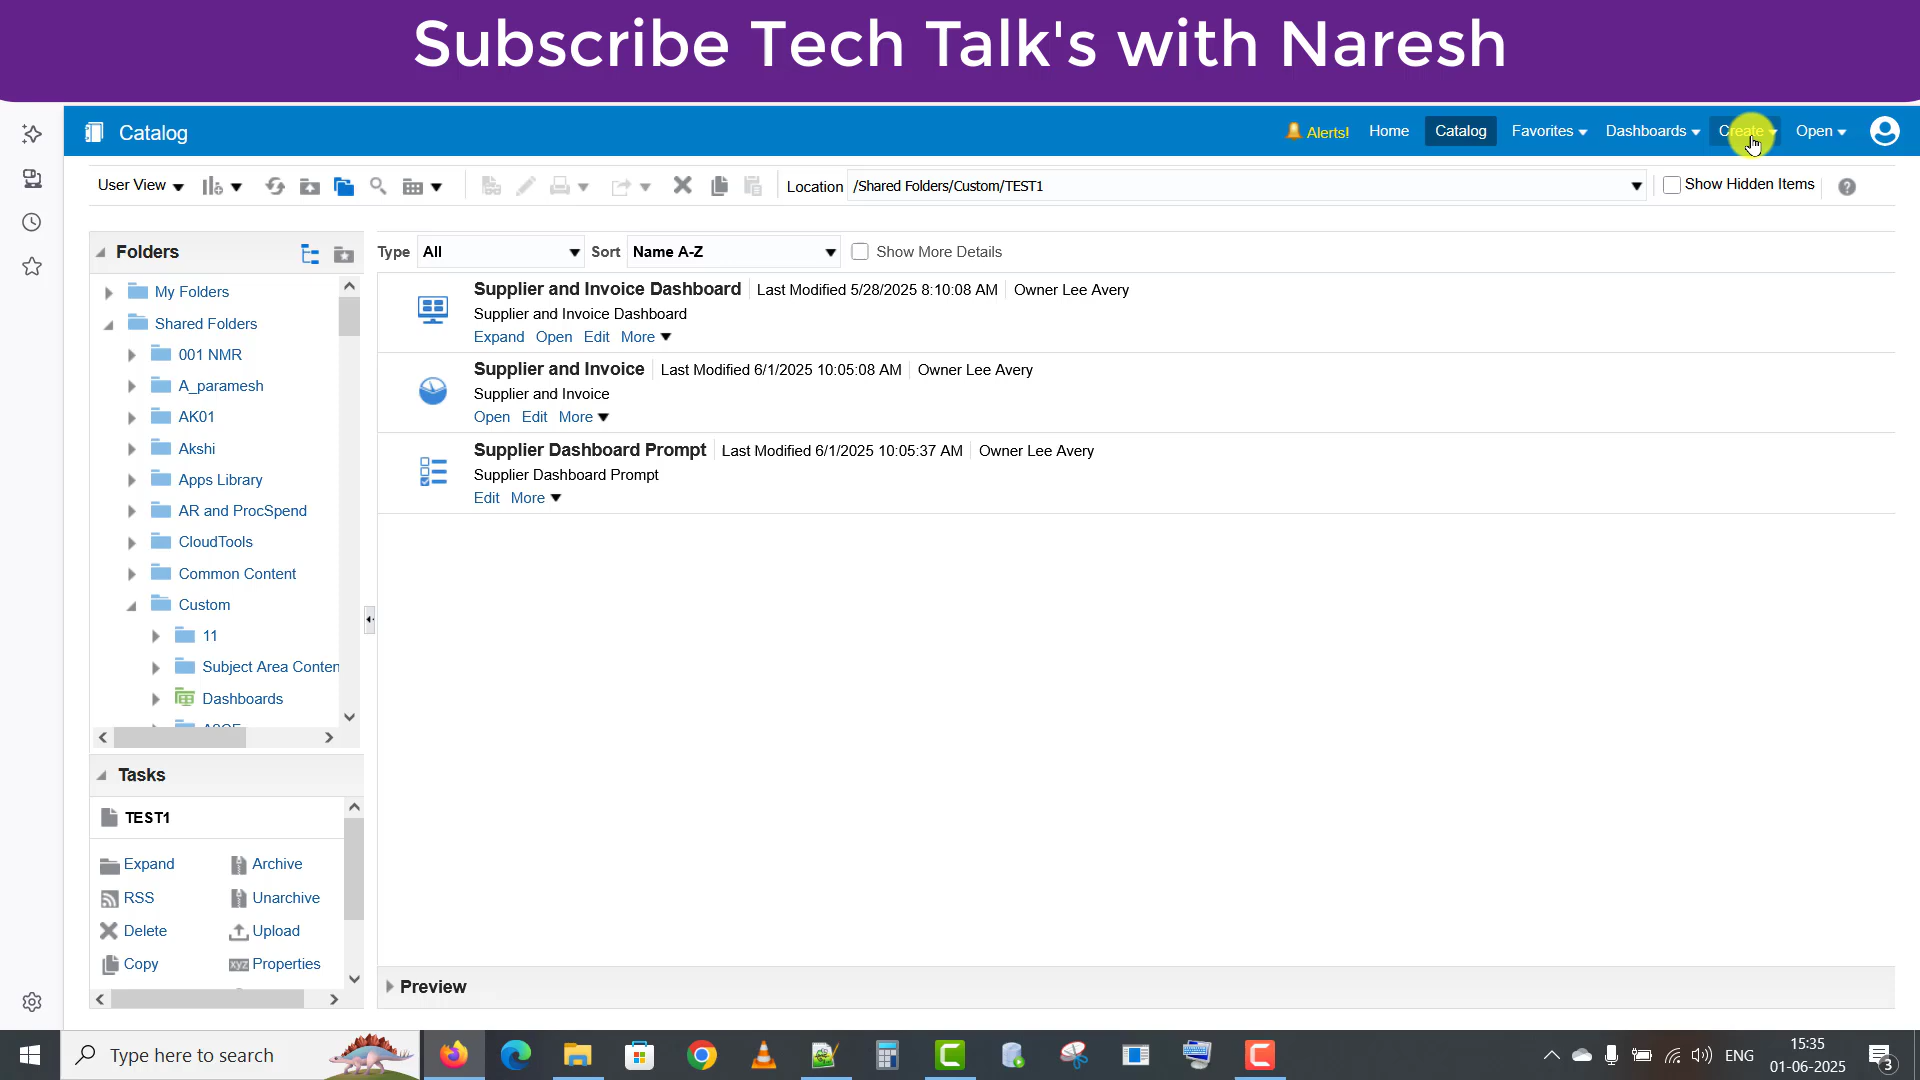 Subscribe Tech Talk's with Naresh
Catalog
Alerts!
Home
Catalog
Favorites
Dashboards
Create
Open
User View
Location
/Shared Folders/Custom/TEST1
Show Hidden Items
Folders
My Folders
Shared Folders
001 NMR
A_paramesh
AK01
Akshi
Apps Library
AR and ProcSpend
CloudTools
Common Content
Custom
11
Subject Area Conten
Dashboards
Type
All
Sort
Name A-Z
Show More Details
Supplier and Invoice Dashboard
Last Modified 5/28/2025 8:10:08 AM
Owner Lee Avery
Supplier and Invoice Dashboard
Expand Open Edit More
Supplier and Invoice
Last Modified 6/1/2025 10:05:08 AM
Owner Lee Avery
Supplier and Invoice
Open Edit More
Supplier Dashboard Prompt
Last Modified 6/1/2025 10:05:37 AM
Owner Lee Avery
Supplier Dashboard Prompt
Edit More
Tasks
TEST1
Expand
Archive
RSS
Unarchive
Delete
Upload
Copy
xyz Properties
Preview
Type here to search
ENG
15:35
01-06-2025
3